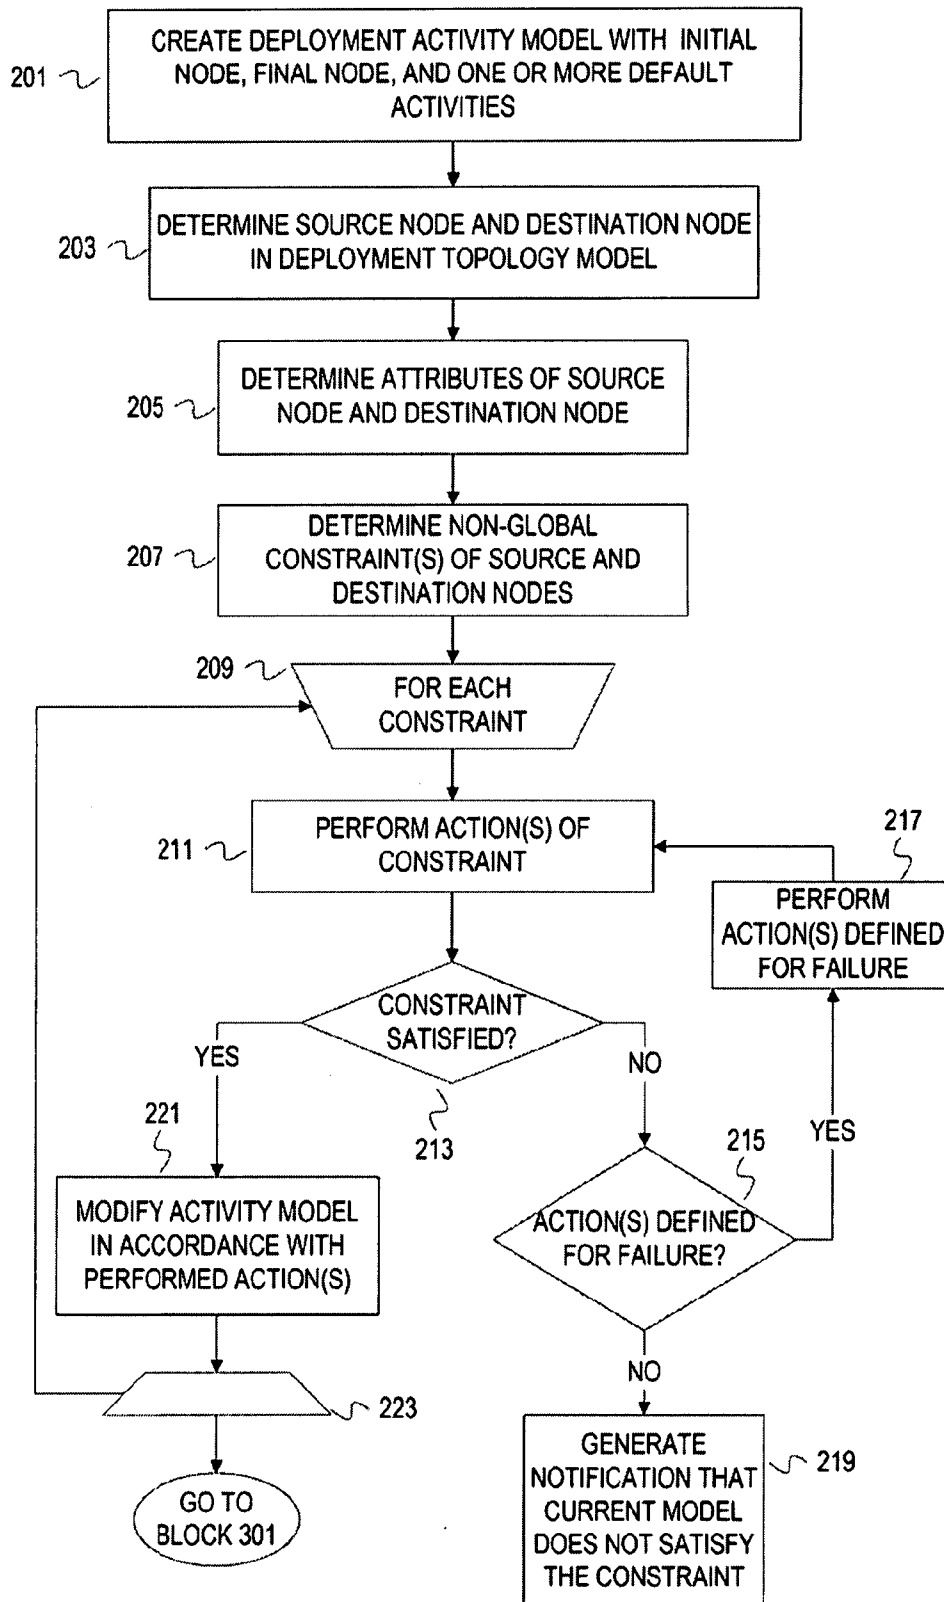 CREATE DEPLOYMENT ACTIVITY MODEL WITH INITIAL
NODE, FINAL NODE, AND ONE OR MORE DEFAULT
ACTIVITIES
201
DETERMINE SOURCE NODE AND DESTINATION NODE
IN DEPLOYMENT TOPOLOGY MODEL
203
DETERMINE ATTRIBUTES OF SOURCE
NODE AND DESTINATION NODE
205
DETERMINE NON-GLOBAL
CONSTRAINT(S) OF SOURCE AND
DESTINATION NODES
207
209
FOR EACH
CONSTRAINT
PERFORM ACTION(S) OF
CONSTRAINT
211
217
PERFORM
ACTION(S) DEFINED
FOR FAILURE
CONSTRAINT
SATISFIED?
213
YES
NO
YES
221
MODIFY ACTIVITY MODEL
IN ACCORDANCE WITH
PERFORMED ACTION(S)
215
ACTION(S) DEFINED
FOR FAILURE?
NO
223
GO TO
BLOCK 301
GENERATE
NOTIFICATION THAT
CURRENT MODEL
DOES NOT SATISFY
THE CONSTRAINT
219